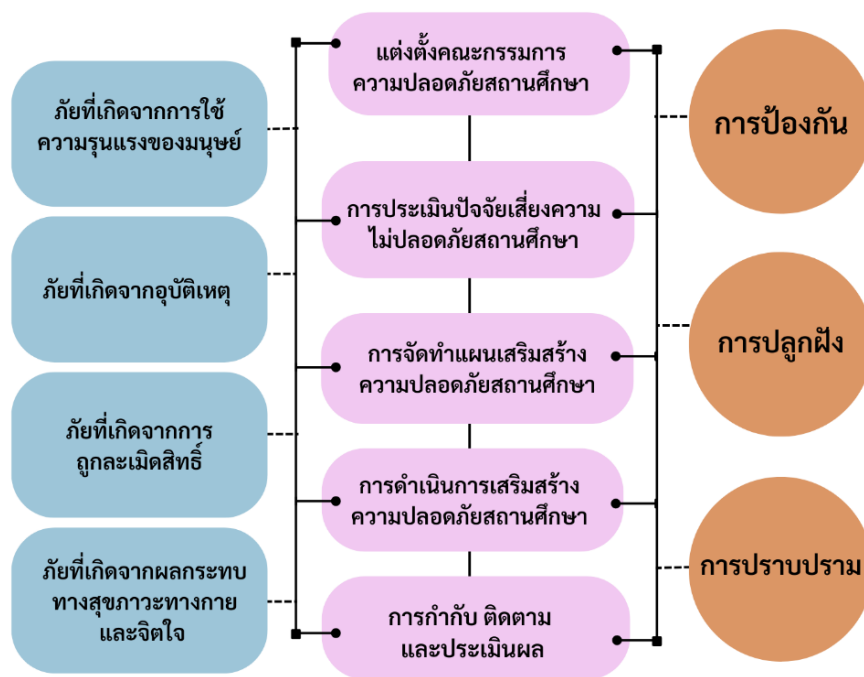 ภัยที่เกิดจากการใช้
ความรุนแรงของมนุษย์
ภัยที่เกิดจากอุบัติเหตุ
ภัยที่เกิดจากการ
ถูกละเมิดสิทธิ์
ภัยที่เกิดจากผลกระทบ
ทางสุขภาวะทางกาย
และจิตใจ
แต่งตั้งคณะกรรมการ
ความปลอดภัยสถานศึกษา
การประเมินปัจจัยเสี่ยงความ
ไม่ปลอดภัยสถานศึกษา
การจัดทำแผนเสริมสร้าง
ความปลอดภัยสถานศึกษา
การดำเนินการเสริมสร้าง
ความปลอดภัยสถานศึกษา
การกำกับ ติดตาม
และประเมินผล
การป้องกัน
การปลูกฝัง
การปราบปราม